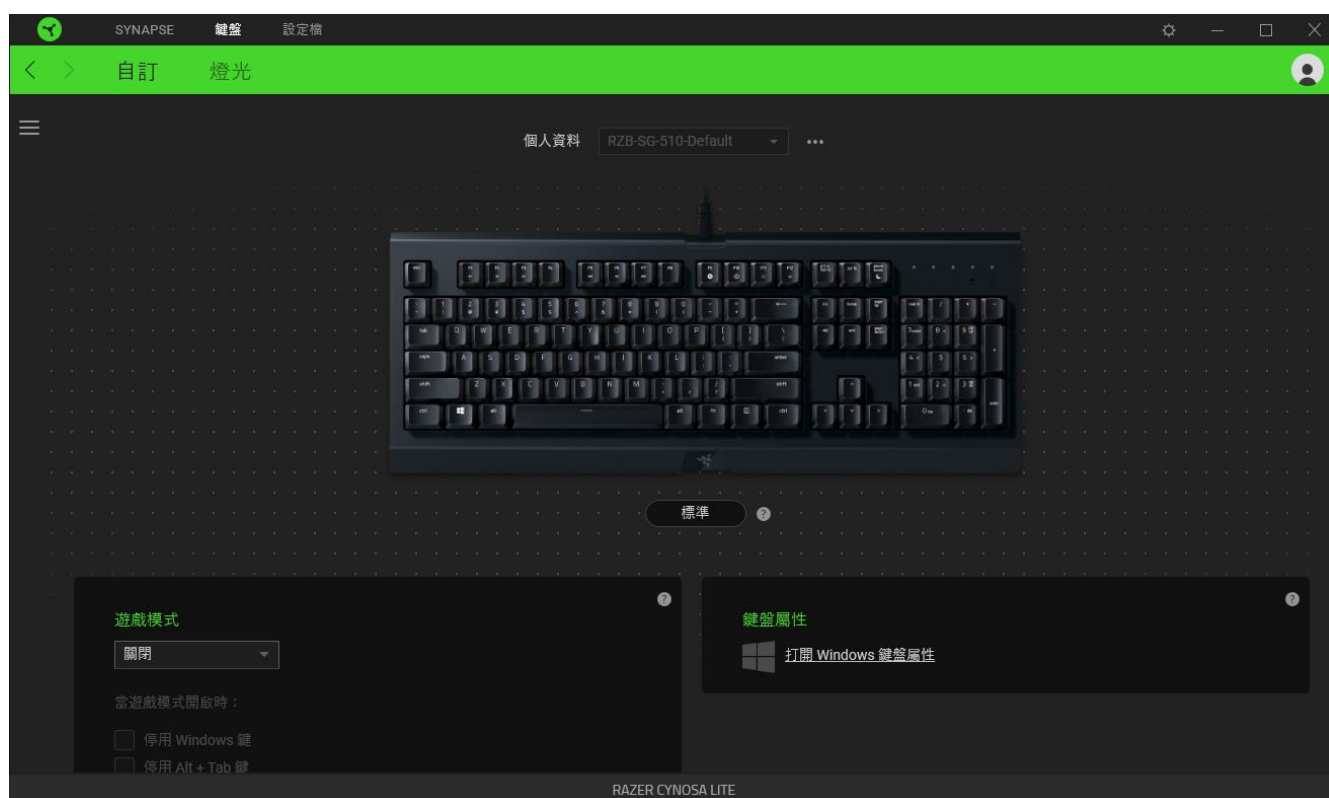 SYNAPSE 鍵盤 設定檔
自訂 燈光
個人資料 RZB-SG-510-Default
標準
遊戲模式
關閉
當遊戲模式開啟時：
停用 Windows 鍵
停用 Alt + Tab 鍵
鍵盤屬性
打開 Windows 鍵盤屬性
RAZER CYNOSA LITE